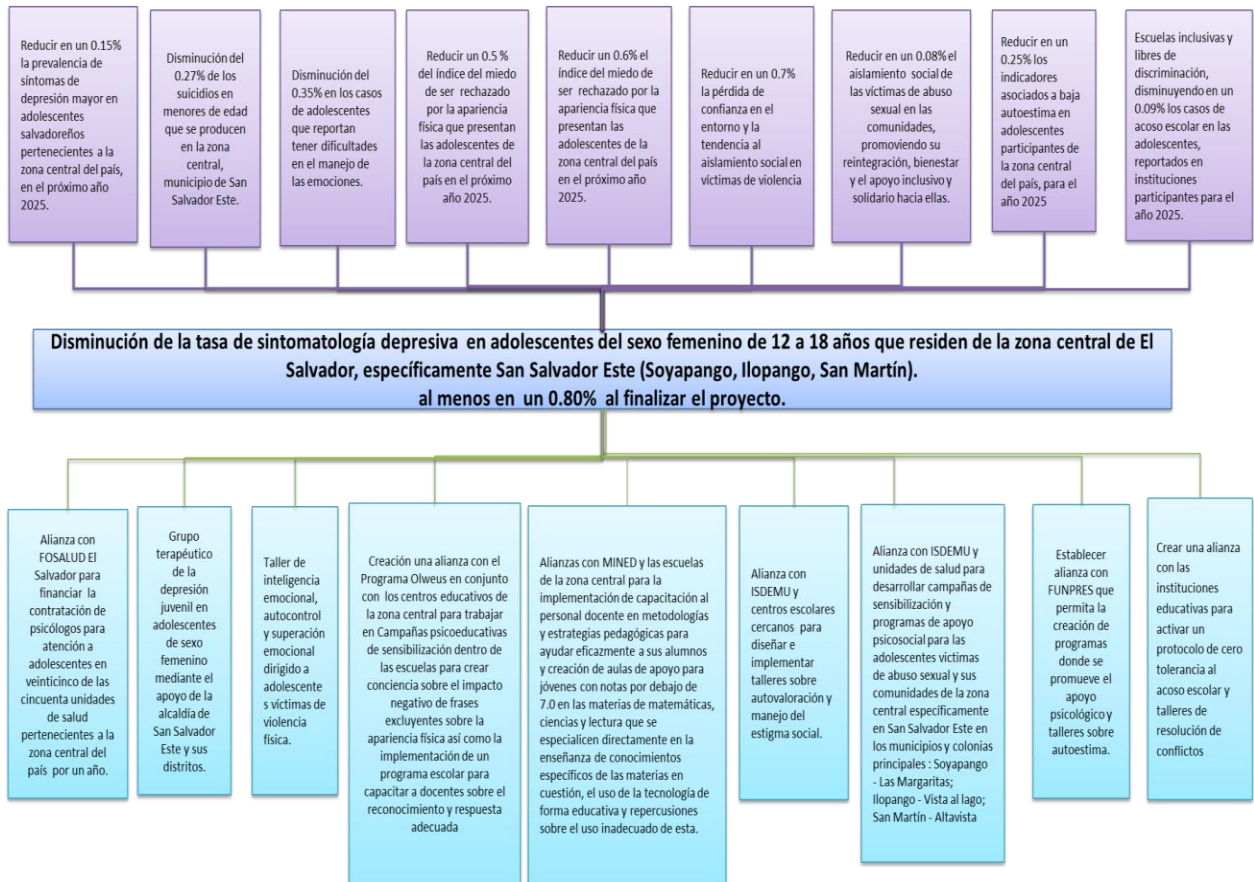 Reducir en un 0.15%
la prevalencia de
síntomas de
depresión mayor en
adolescentes
salvadoreños
pertenecientes a la
zona central del país,
en el próximo año
2025.
Disminución del
0.27% de los
suicidios en
menores de edad
que se producen
en la zona
central,
municipio de San
Salvador Este.
Disminución del
0.35% en los casos
de adolescentes
que reportan
tener dificultades
en el manejo de
las emociones.
Reducir un 0.5 %
del índice del miedo
de ser rechazado
por la apariencia
física que presentan
las adolescentes de
la zona central del
país en el próximo
año 2025.
Reducir un 0.6% el
índice del miedo de
ser rechazado por la
apariencia física que
presentan las
adolescentes de la
zona central del
país en el próximo
año 2025.
Reducir en un 0.7%
la pérdida de
confianza en el
entorno y la
tendencia al
aislamiento social en
víctimas de violencia
Reducir en un 0.08% el
aislamiento social de
las víctimas de abuso
sexual en las
comunidades,
promoviendo su
reintegración, bienestar
y el apoyo inclusivo y
solidario hacia ellas.
Reducir en un
0.25% los
indicadores
asociados a baja
autoestima en
adolescentes
participantes de
la zona central
del país, para el
año 2025
Escuelas inclusivas y
libres de
discriminación,
disminuyendo en un
0.09% los casos de
acoso escolar en las
adolescentes,
reportados en
instituciones
participantes para el
año 2025.
Disminución de la tasa de sintomatología depresiva en adolescentes del sexo femenino de 12 a 18 años que residen de la zona central de El
Salvador, específicamente San Salvador Este (Soyapango, Ilopango, San Martín).
al menos en un 0.80% al finalizar el proyecto.
Alianza con
FOSALUD El
Salvador para
financiar la
contratación de
psicólogos para
atención a
adolescentes en
veinticinco de las
cincuenta unidades
de salud
pertenecientes a la
zona central del
país por un año.
Grupo
terapéutico
de la
depresión
juvenil en
adolescentes
de sexo
femenino
mediante el
apoyo de la
alcaldía de
San Salvador
Este y sus
distritos.
Taller de
inteligencia
emocional,
autocontrol
y superación
emocional
dirigido a
adolescente
s víctimas de
violencia
física.
Creación una alianza con el
Programa Olweus en conjunto
con los centros educativos de
la zona central para trabajar
en Campañas psicoeducativas
de sensibilización dentro de
las escuelas para crear
conciencia sobre el impacto
negativo de frases
excluyentes sobre la
apariencia física así como la
implementación de un
programa escolar para
capacitar a docentes sobre el
reconocimiento y respuesta
adecuada
Alianzas con MINED y las escuelas
de la zona central para la
implementación de capacitación al
personal docente en metodologías
y estrategias pedagógicas para
ayudar eficazmente a sus alumnos
y creación de aulas de apoyo para
jóvenes con notas por debajo de
7.0 en las materias de matemáticas,
ciencias y lectura que se
especialicen directamente en la
enseñanza de conocimientos
específicos de las materias en
cuestión, el uso de la tecnología de
forma educativa y repercusiones
sobre el uso inadecuado de esta.
Alianza con
ISDEMU y
centros escolares
cercanos para
diseñar e
implementar
talleres sobre
autovaloración y
manejo del
estigma social.
Alianza con ISDEMU y
unidades de salud para
desarrollar campañas de
sensibilización y
programas de apoyo
psicosocial para las
adolescentes victimas
de abuso sexual y sus
comunidades de la zona
central específicamente
en San Salvador Este en
los municipios y colonias
principales : Soyapango
- Las Margaritas;
Ilopango - Vista al lago;
San Martín - Altavista
Establecer
alianza con
FUNPRES que
permita la
creación de
programas
donde se
promueve el
apoyo
psicológico y
talleres sobre
autoestima.
Crear una alianza
con las
instituciones
educativas para
activar un
protocolo de cero
tolerancia al
acoso escolar y
talleres de
resolución de
conflictos